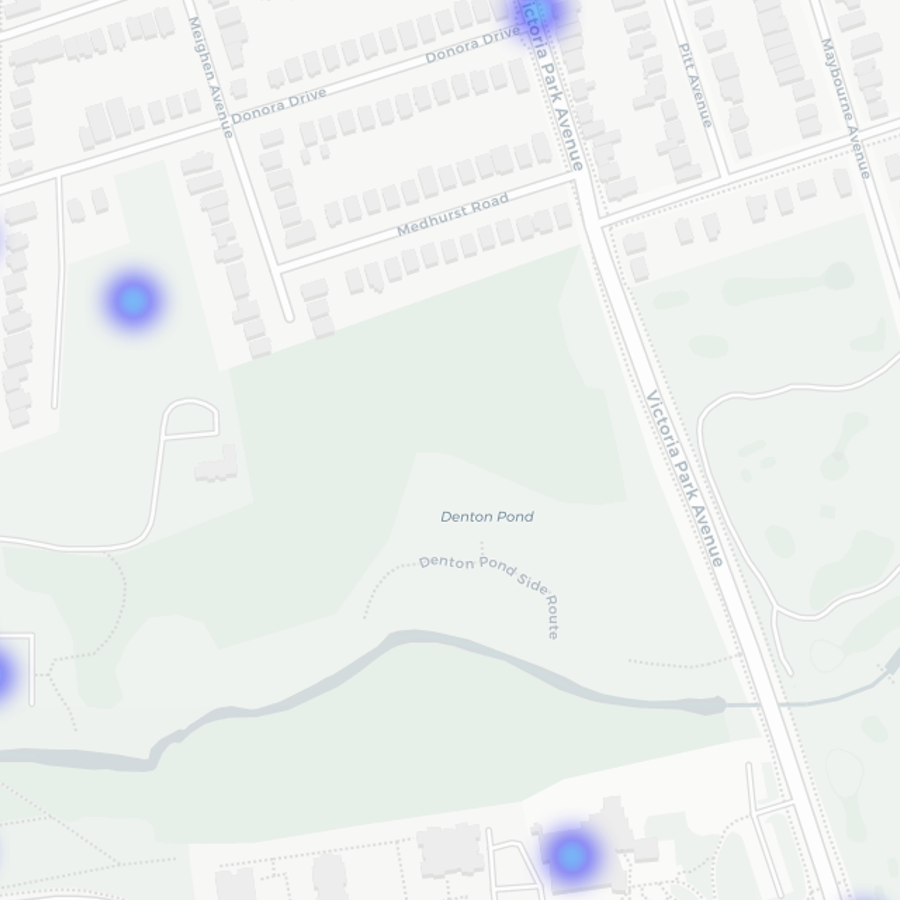 Victoria Park Avenue
Donora Drive
Meighen Avenue
Pitt Avenue
Maybourne Avenue
Donora Drive
Medhurst Road
Victoria Park Avenue
Denton Pond
Denton Pond Side Route